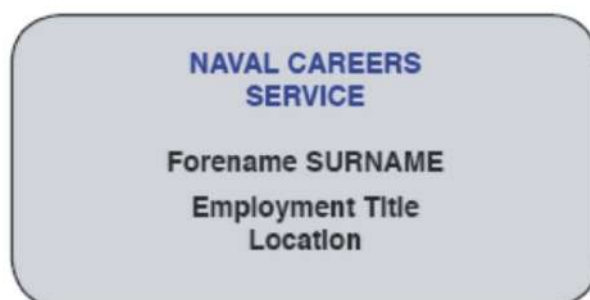 NAVAL CAREERS
SERVICE
Forename SURNAME
Employment Title
Location